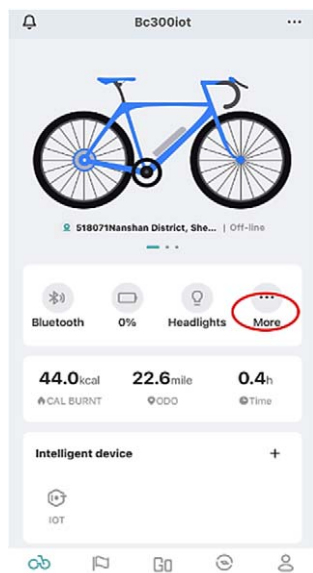 Bc300iot
518071Nanshan District, She... | Off-line
Bluetooth 0% Headlights More
44.0kcal 22.6mile 0.4h
CAL BURNT ODO Time
Intelligent device +
IOT
GO